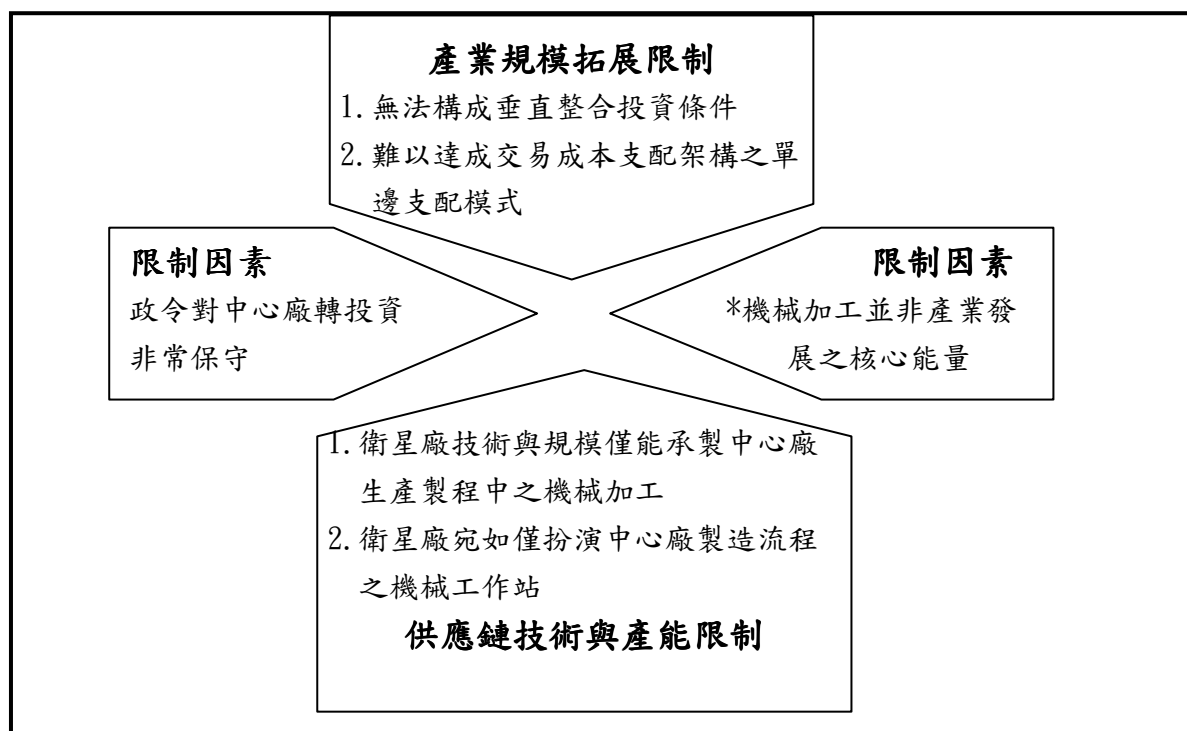 產業規模拓展限制
1. 無法構成垂直整合投資條件
2. 難以達成交易成本支配架構之單
邊支配模式
限制因素
政令對中心廠轉投資
非常保守
限制因素
*機械加工並非產業發
展之核心能量
1. 衛星廠技術與規模僅能承製中心廠
生產製程中之機械加工
2. 衛星廠宛如僅扮演中心廠製造流程
之機械工作站
供應鏈技術與產能限制